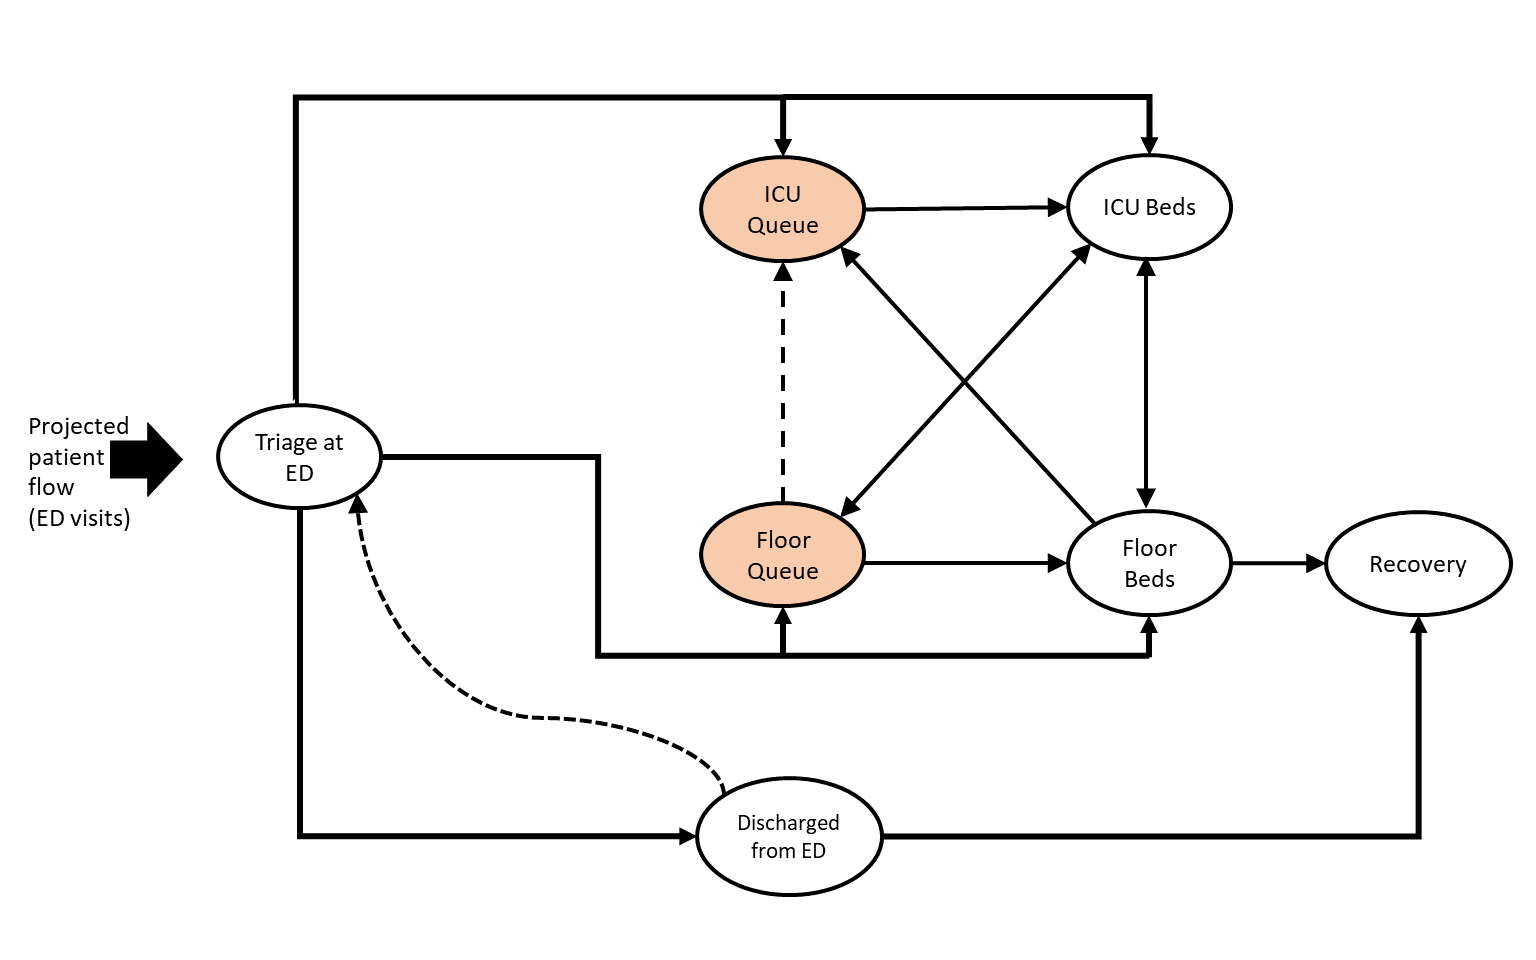 ICU
Queue
ICU Beds
Projected
patient
flow
(ED visits)
Triage at
ED
Floor
Queue
Floor
Beds
Recovery
Discharged
from ED